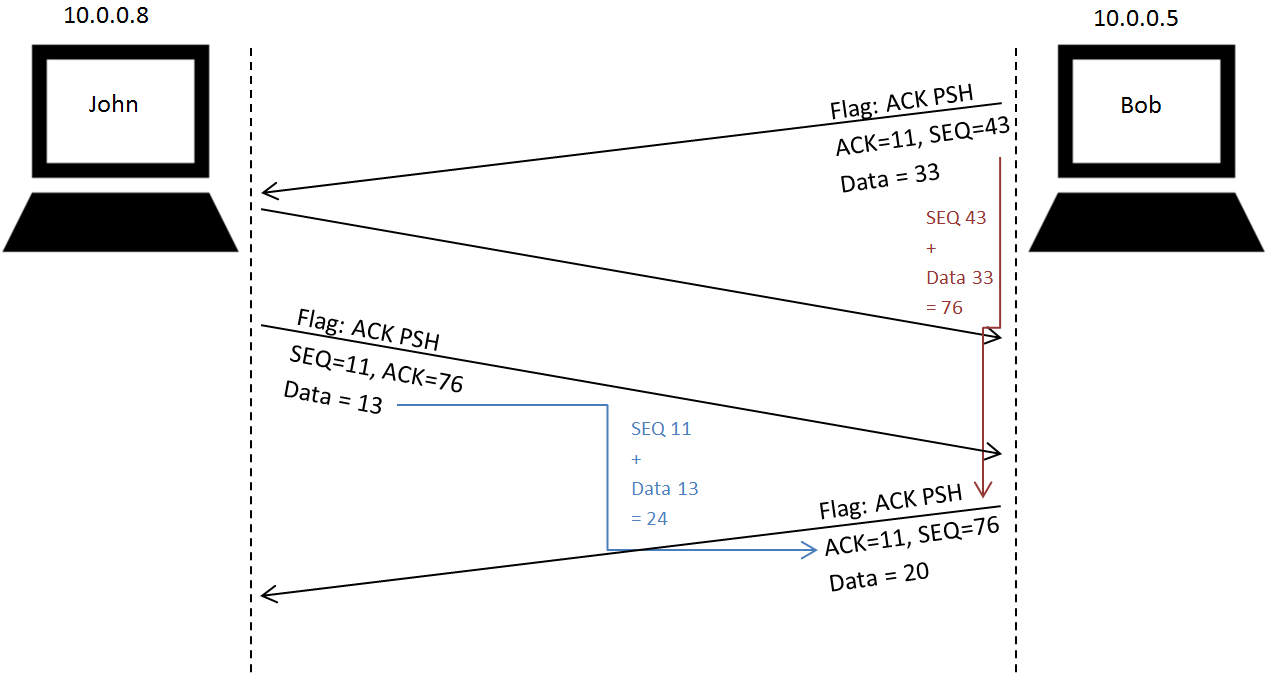 10.0.0.8
10.0.0.5
John
Bob
Flag: ACK PSH
ACK=11, SEQ=43
Data = 33
SEQ 43
+
Data 33
= 76
Flag: ACK PSH
SEQ=11, ACK=76
Data = 13
SEQ 11
+
Data 13
= 24
Flag: ACK PSH
ACK=11, SEQ=76
Data = 20